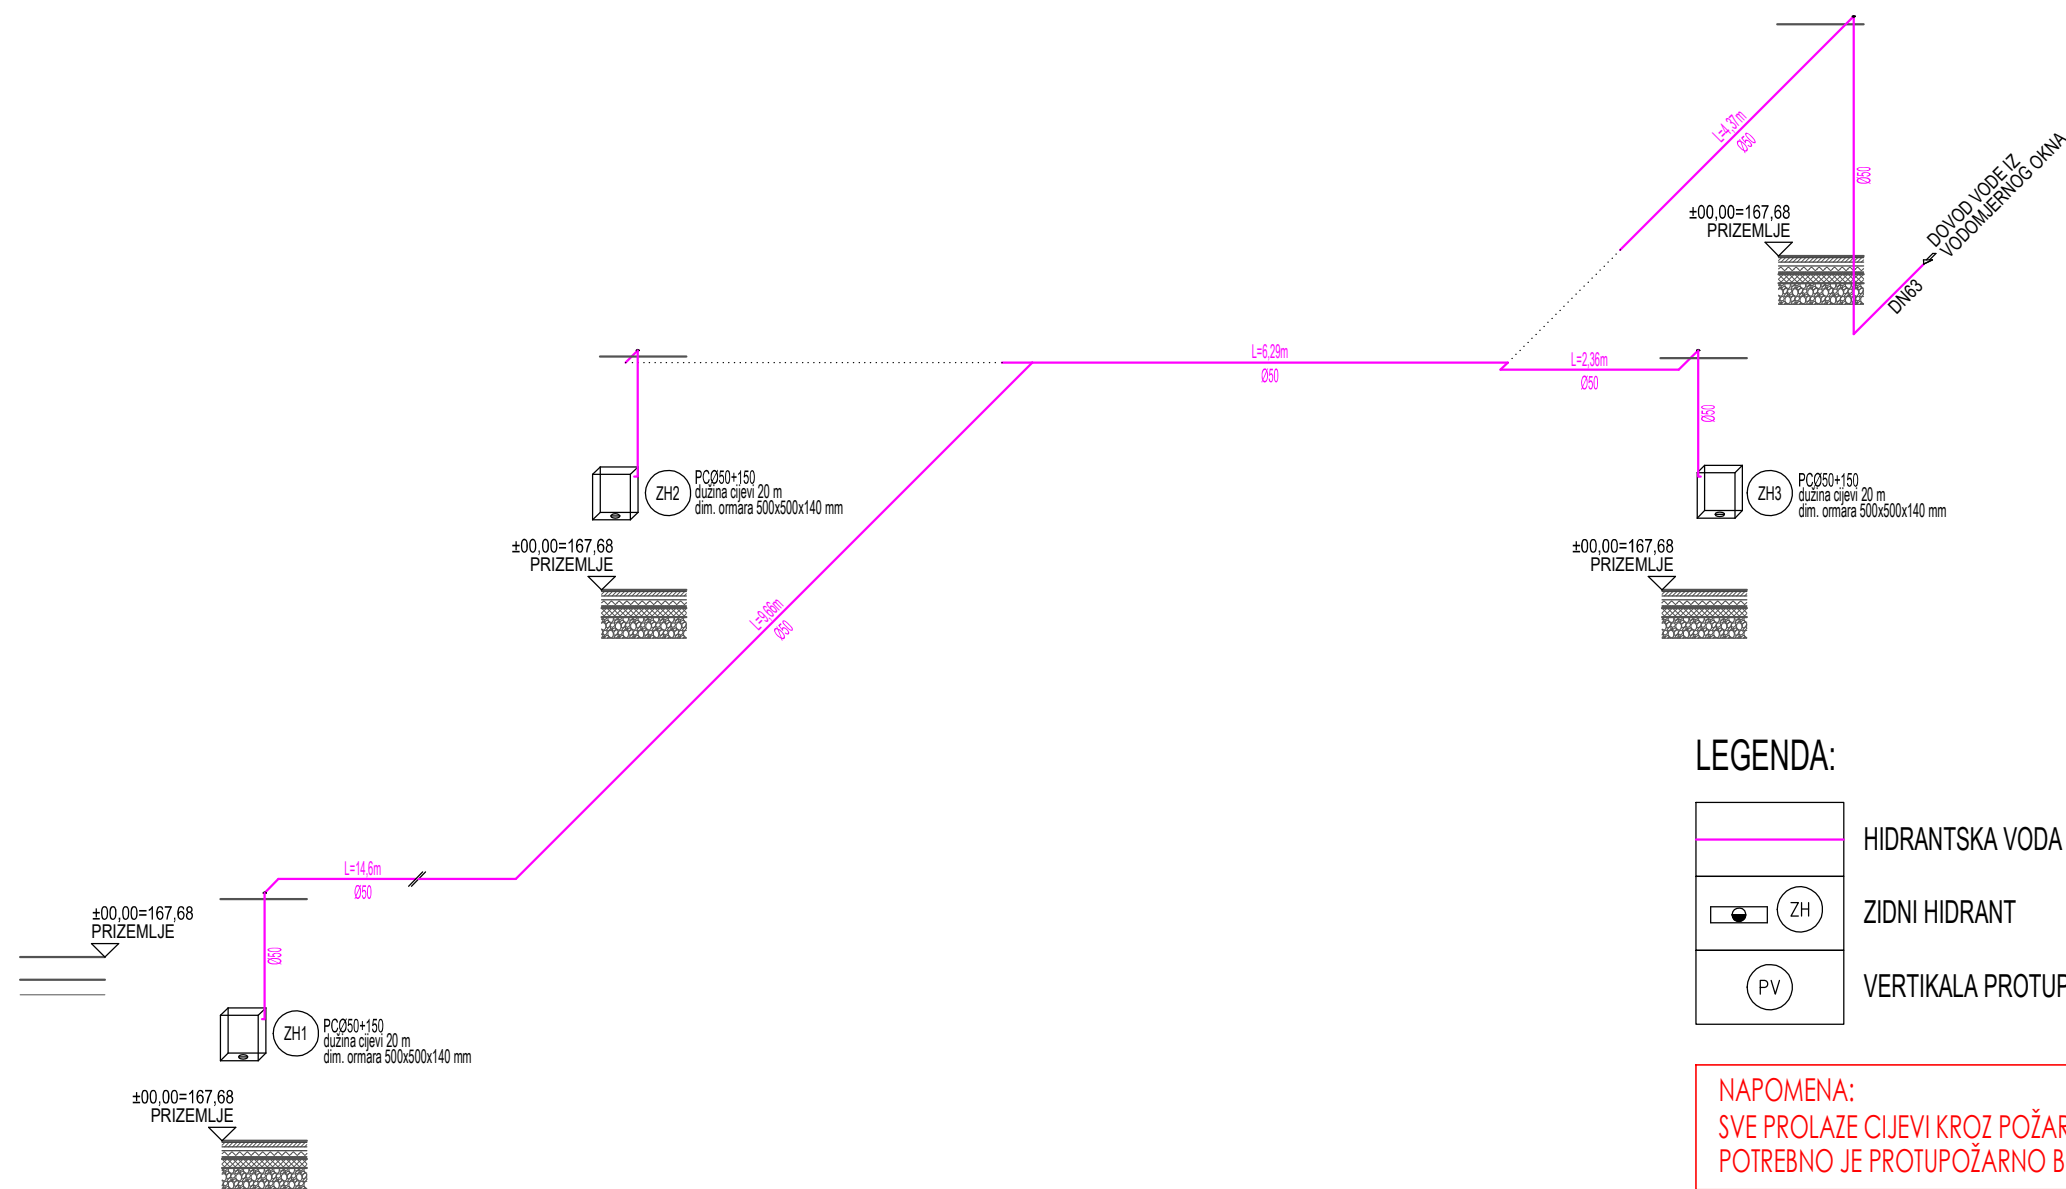 L=4,37m
Ø50
Ø50
DOVOD VODE IZ
VODOMJERNOG OKNA
±00,00=167,68
PRIZEMLJE
DN63
L=6,29m
Ø50
L=2,36m
Ø50
Ø50
ZH2
PCØ50+150
dužina cijevi 20 m
dim. ormara 500x500x140 mm
ZH3
PCØ50+150
dužina cijevi 20 m
dim. ormara 500x500x140 mm
±00,00=167,68
PRIZEMLJE
±00,00=167,68
PRIZEMLJE
L=9,66m
Ø50
LEGENDA:
HIDRANTSKA VODA
ZH
ZIDNI HIDRANT
PV
VERTIKALA PROTUP
L=14,6m
Ø50
±00,00=167,68
PRIZEMLJE
Ø50
ZH1
PCØ50+150
dužina cijevi 20 m
dim. ormara 500x500x140 mm
±00,00=167,68
PRIZEMLJE
NAPOMENA:
SVE PROLAZE CIJEVI KROZ POŽAR
POTREBNO JE PROTUPOŽARNO B